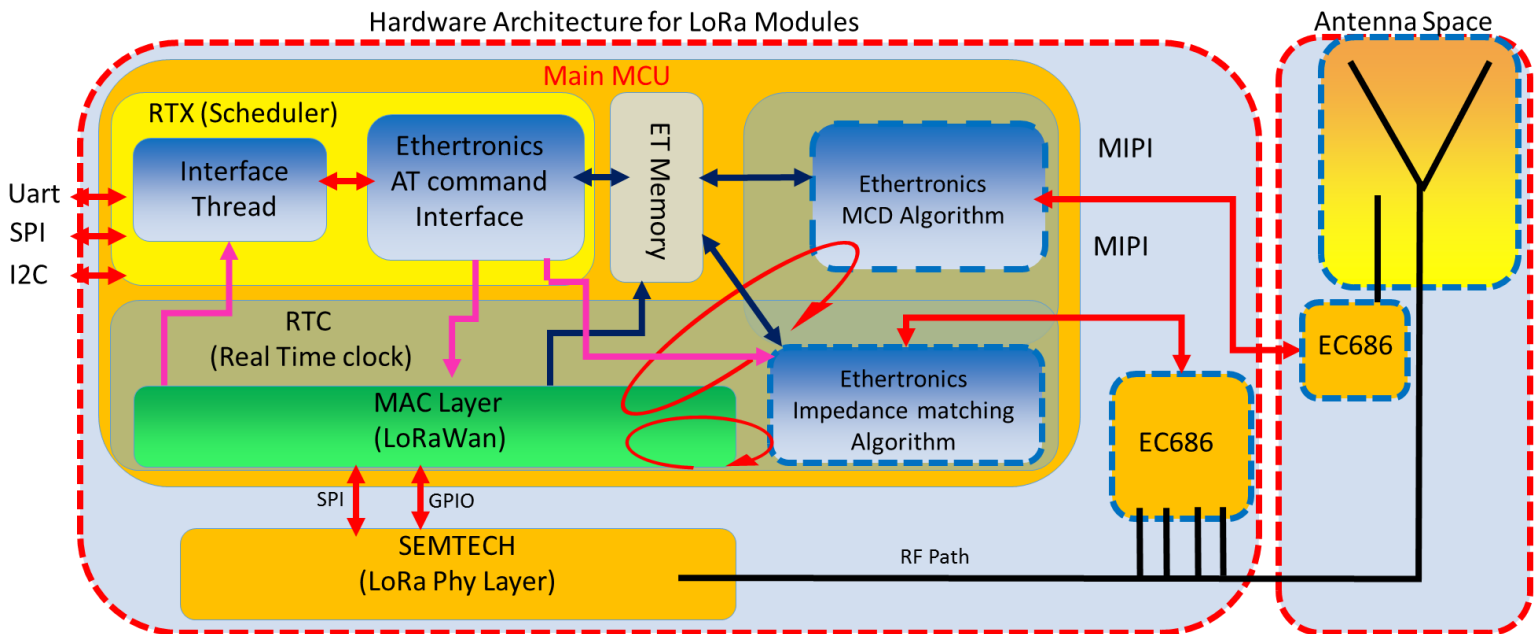 Hardware Architecture for LoRa Modules
Antenna Space
Main MCU
RTX (Scheduler)
Interface
Thread
Ethertronics
AT command
Interface
ET Memory
Ethertronics
MCD Algorithm
MIPI
MIPI
Uart
SPI
I2C
RTC
(Real Time clock)
MAC Layer
(LoRaWan)
Ethertronics
Impedance matching
Algorithm
EC686
EC686
SPI
GPIO
SEMTECH
(LoRa Phy Layer)
RF Path